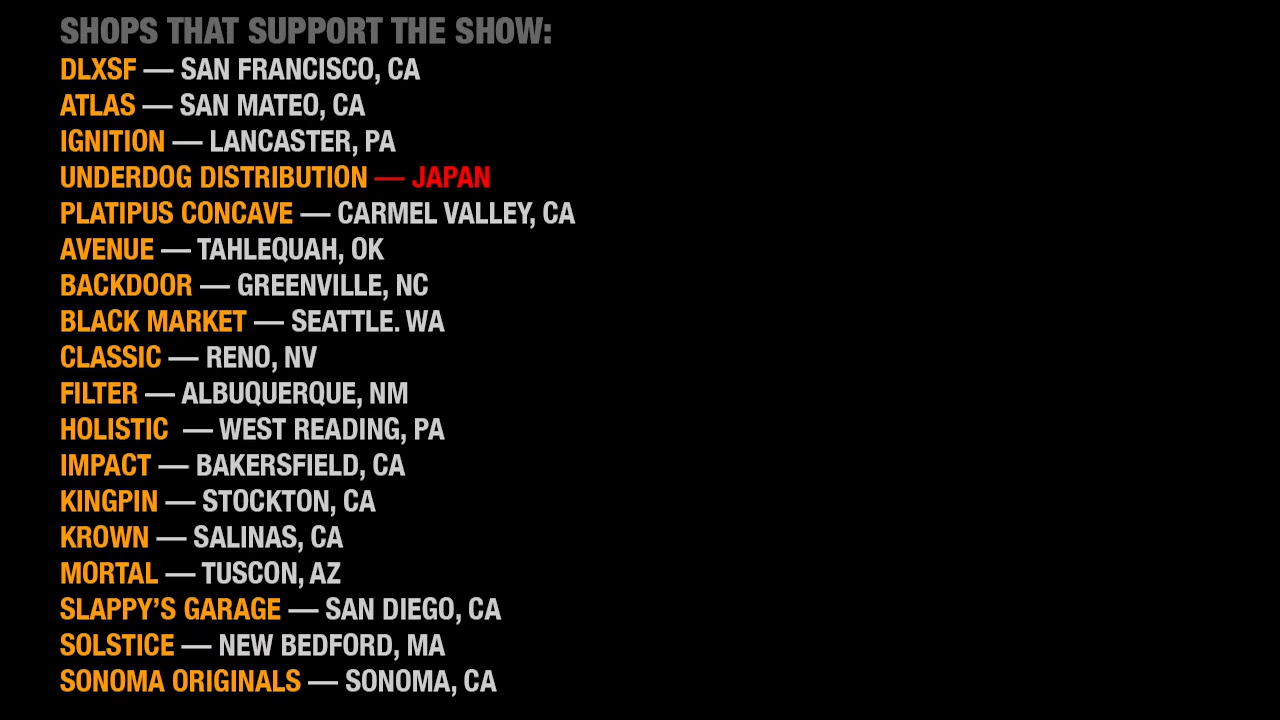 SHOPS THAT SUPPORT THE SHOW:
DLXSF — SAN FRANCISCO, CA
ATLAS — SAN MATEO, CA
IGNITION — LANCASTER, PA
UNDERDOG DISTRIBUTION — JAPAN
PLATIPUS CONCAVE — CARMEL VALLEY, CA
AVENUE — TAHLEQUAH, OK
BACKDOOR — GREENVILLE, NC
BLACK MARKET — SEATTLE. WA
CLASSIC — RENO, NV
FILTER — ALBUQUERQUE, NM
HOLISTIC  — WEST READING, PA
IMPACT — BAKERSFIELD, CA
KINGPIN — STOCKTON, CA
KROWN — SALINAS, CA
MORTAL — TUSCON, AZ
SLAPPY’S GARAGE — SAN DIEGO, CA
SOLSTICE — NEW BEDFORD, MA
SONOMA ORIGINALS — SONOMA, CA